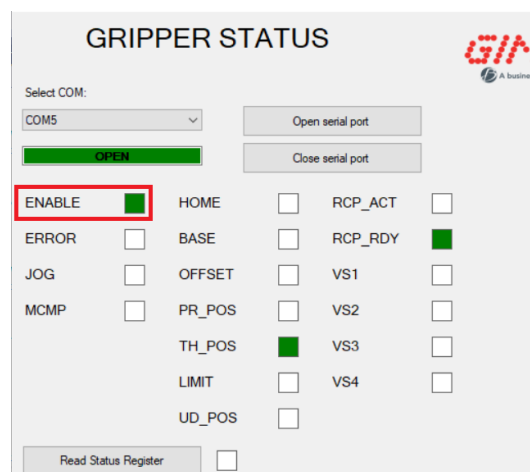 GRIPPER STATUS
A busine
Select COM:
COM5
Open serial port
OPEN
Close serial port
ENABLE HOME RCP_ACT
ERROR BASE RCP_RDY
JOG OFFSET VS1
MCMP PR_POS VS2
TH_POS VS3
LIMIT VS4
UD_POS
Read Status Register